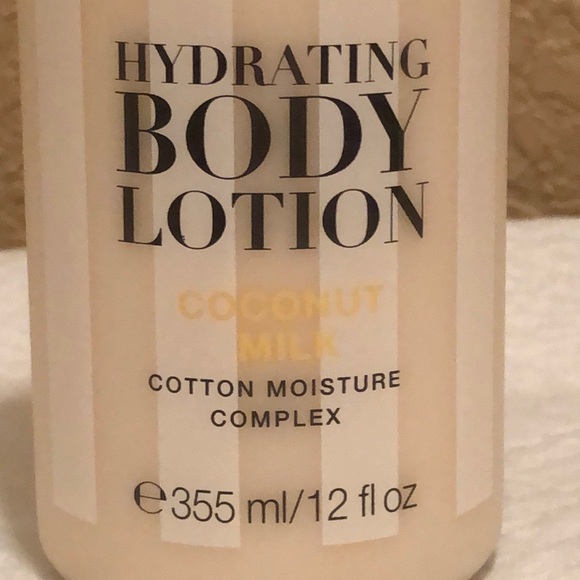 HYDRATING
BODY
LOTION
COCONUT
MILK
COTTON MOISTURE
COMPLEX
℮355 ml/12 fl oz